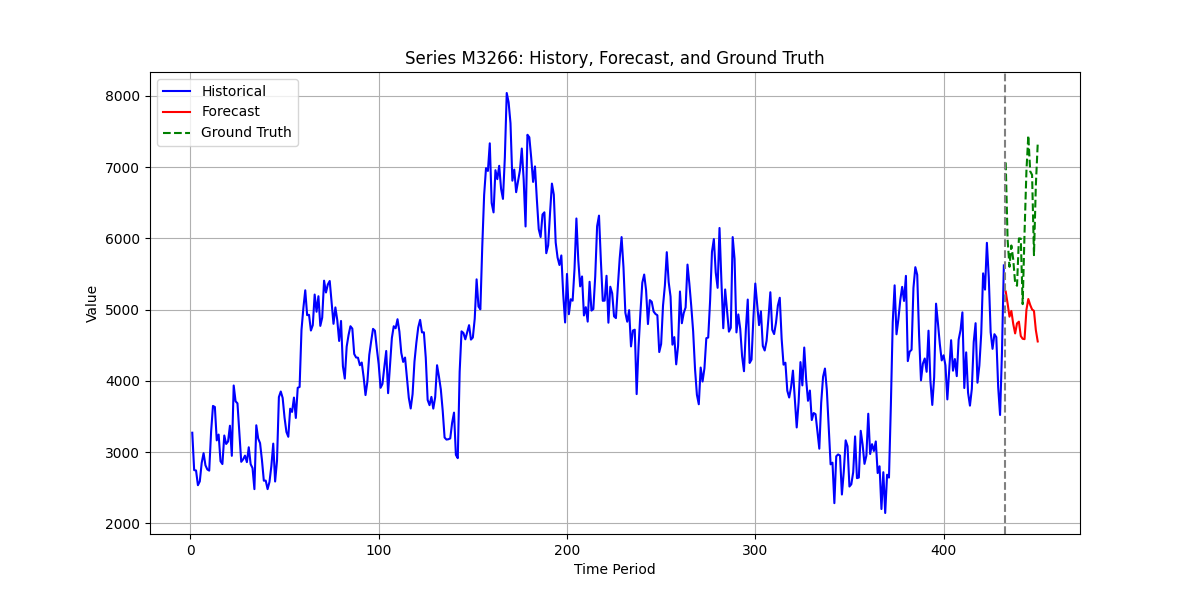 Series M3266: History, Forecast, and Ground Truth
Historical
Forecast
Ground Truth
8000
7000
6000
5000
4000
3000
2000
Value
0 100 200 300 400
Time Period